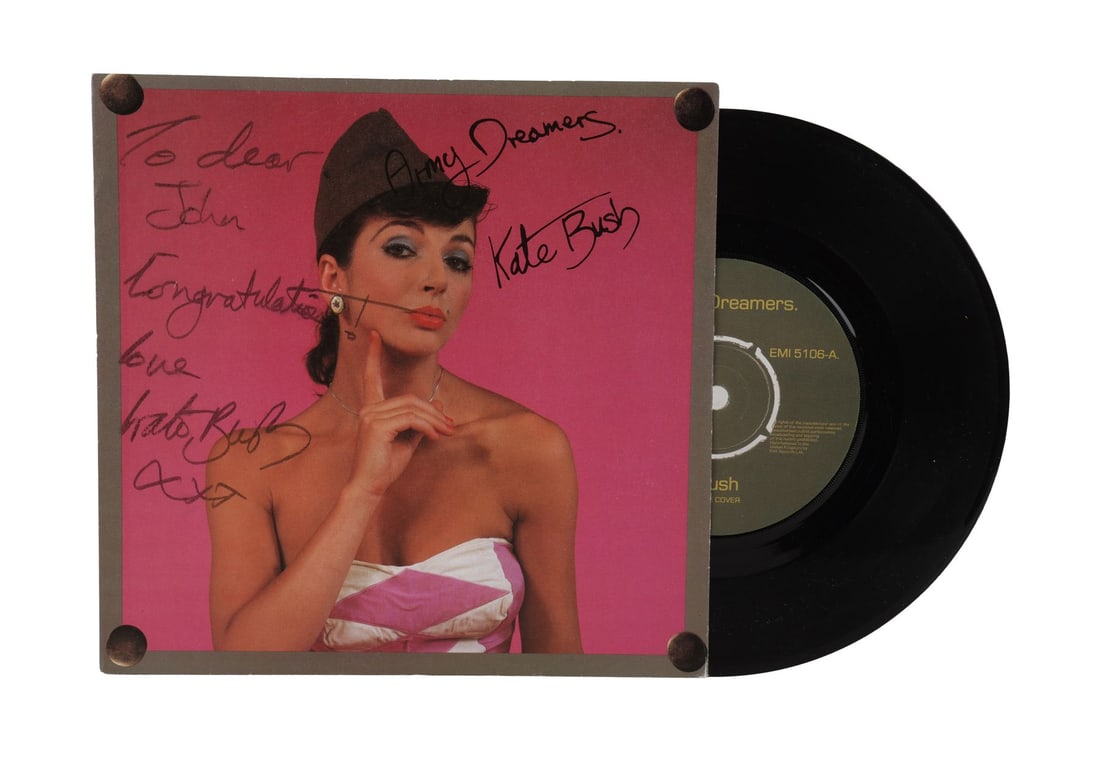 To dear
John
Congratulations!
love
Kate Bush
xxx
Army Dreamers.
Kate Bush
Dreamers.
EMI 5106-A.
ush
COVER